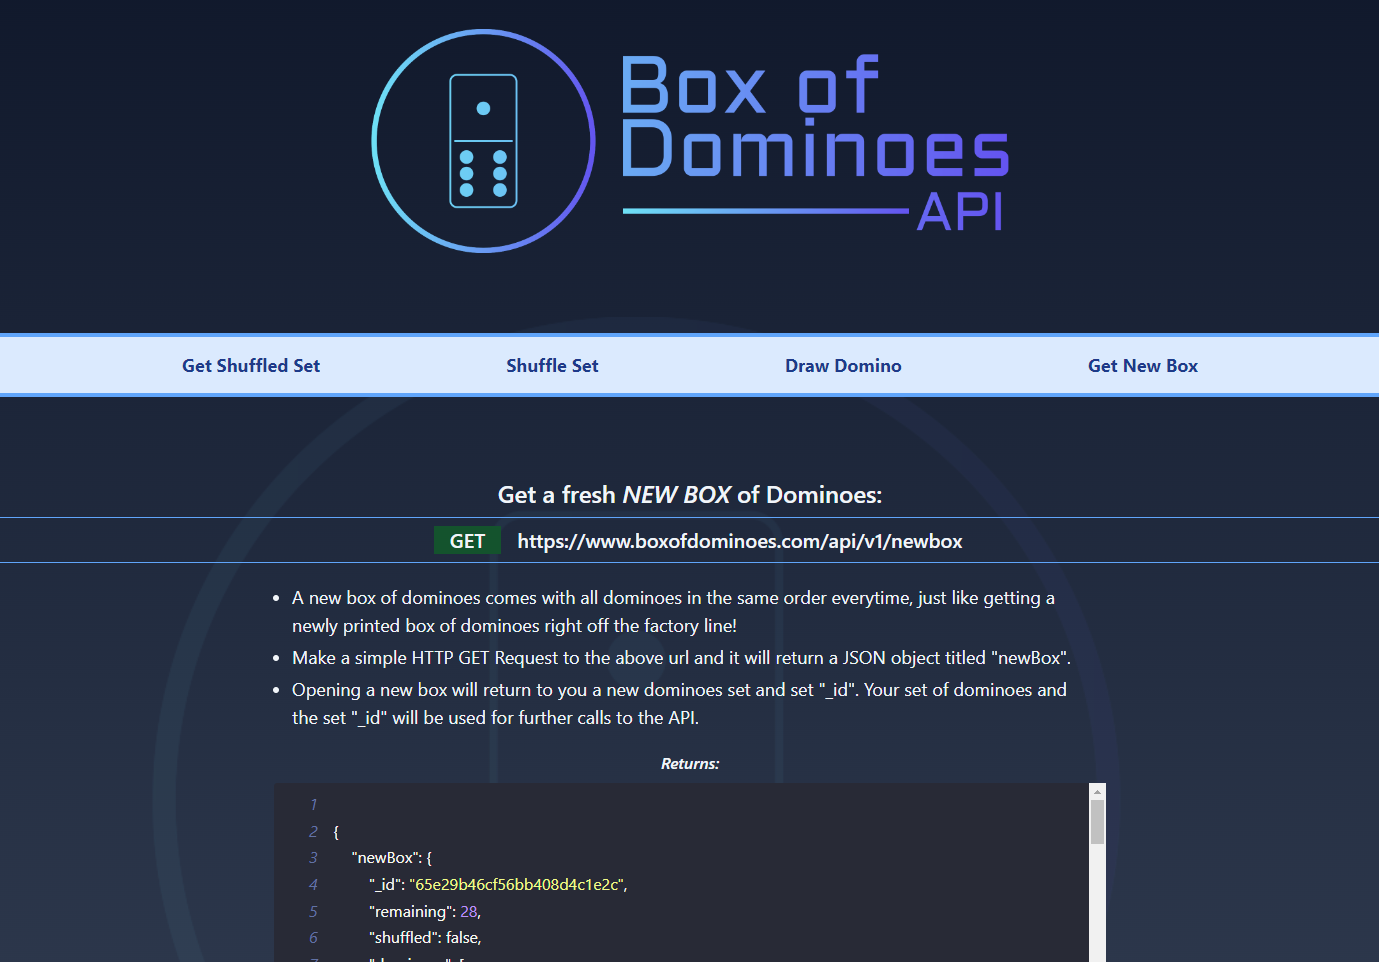 Box of
Dominoes
API
Get Shuffled Set
Shuffle Set
Draw Domino
Get New Box
Get a fresh NEW BOX of Dominoes:
GET https://www.boxofdominoes.com/api/v1/newbox
• A new box of dominoes comes with all dominoes in the same order everytime, just like getting a
newly printed box of dominoes right off the factory line!
• Make a simple HTTP GET Request to the above url and it will return a JSON object titled "newBox".
• Opening a new box will return to you a new dominoes set and set "_id". Your set of dominoes and
the set "_id" will be used for further calls to the API.
Returns:
1
2 {
3 "newBox": {
4 "_id": "65e29b46cf56bb408d4c1e2c",
5 "remaining": 28,
6 "shuffled": false,